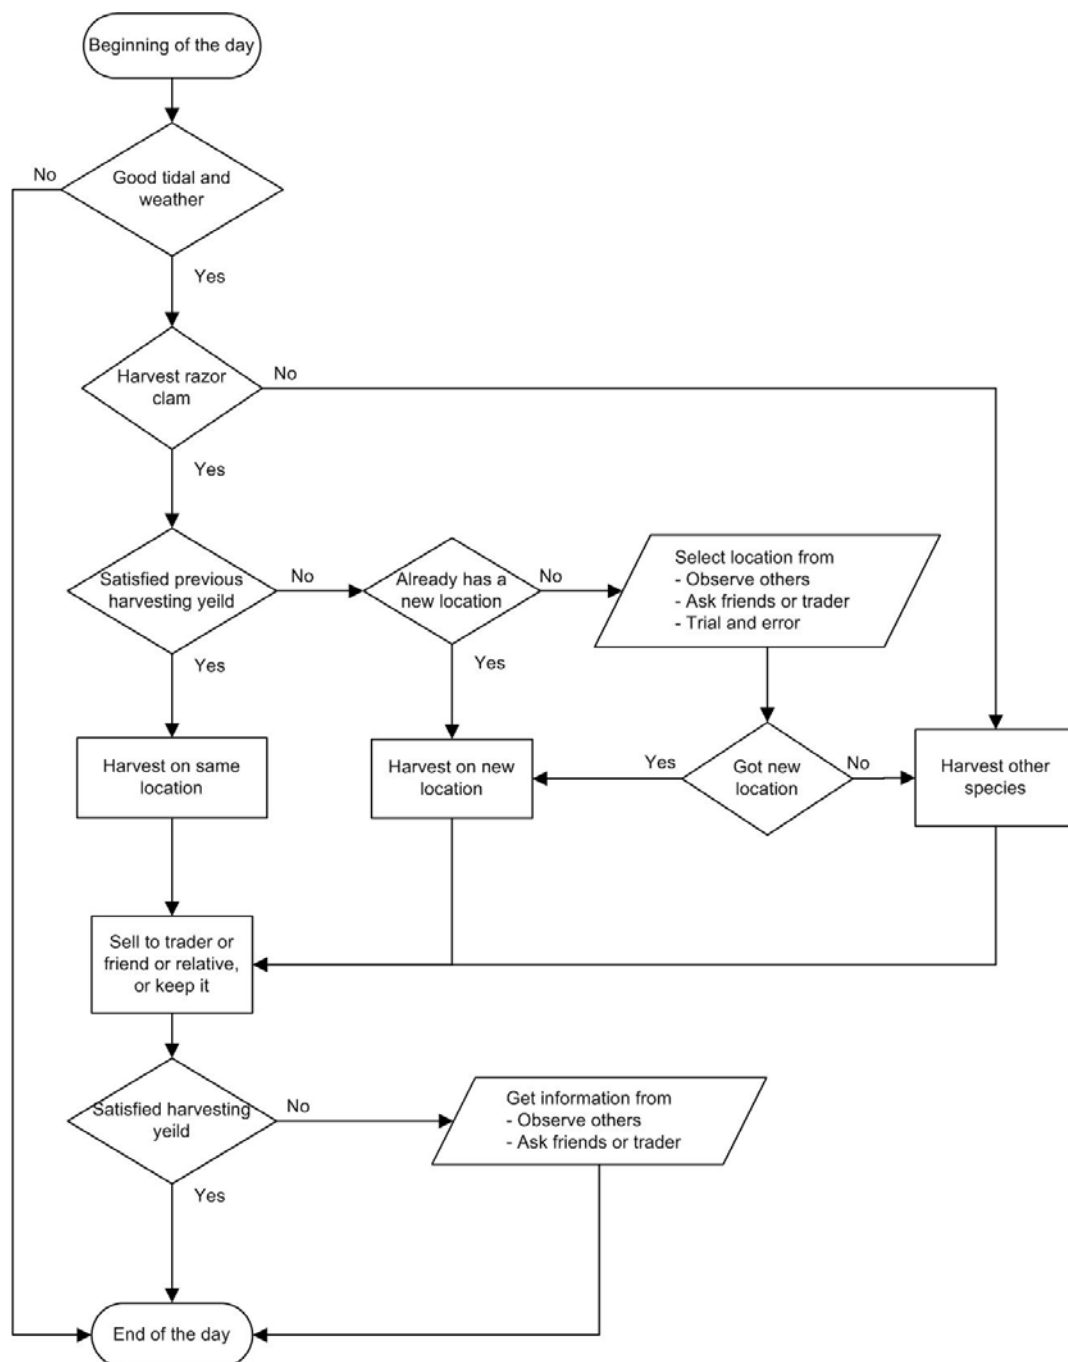 Beginning of the day
No
Good tidal and
weather
Yes
Harvest razor
clam
No
Yes
Satisfied previous
harvesting yeild
No
Already has a
new location
No
Select location from
- Observe others
- Ask friends or trader
- Trial and error
Yes
Yes
Harvest on same
location
Harvest on new
location
Yes
Got new
location
No
Harvest other
species
Sell to trader or
friend or relative,
or keep it
Satisfied harvesting
yeild
No
Get information from
- Observe others
- Ask friends or trader
Yes
End of the day